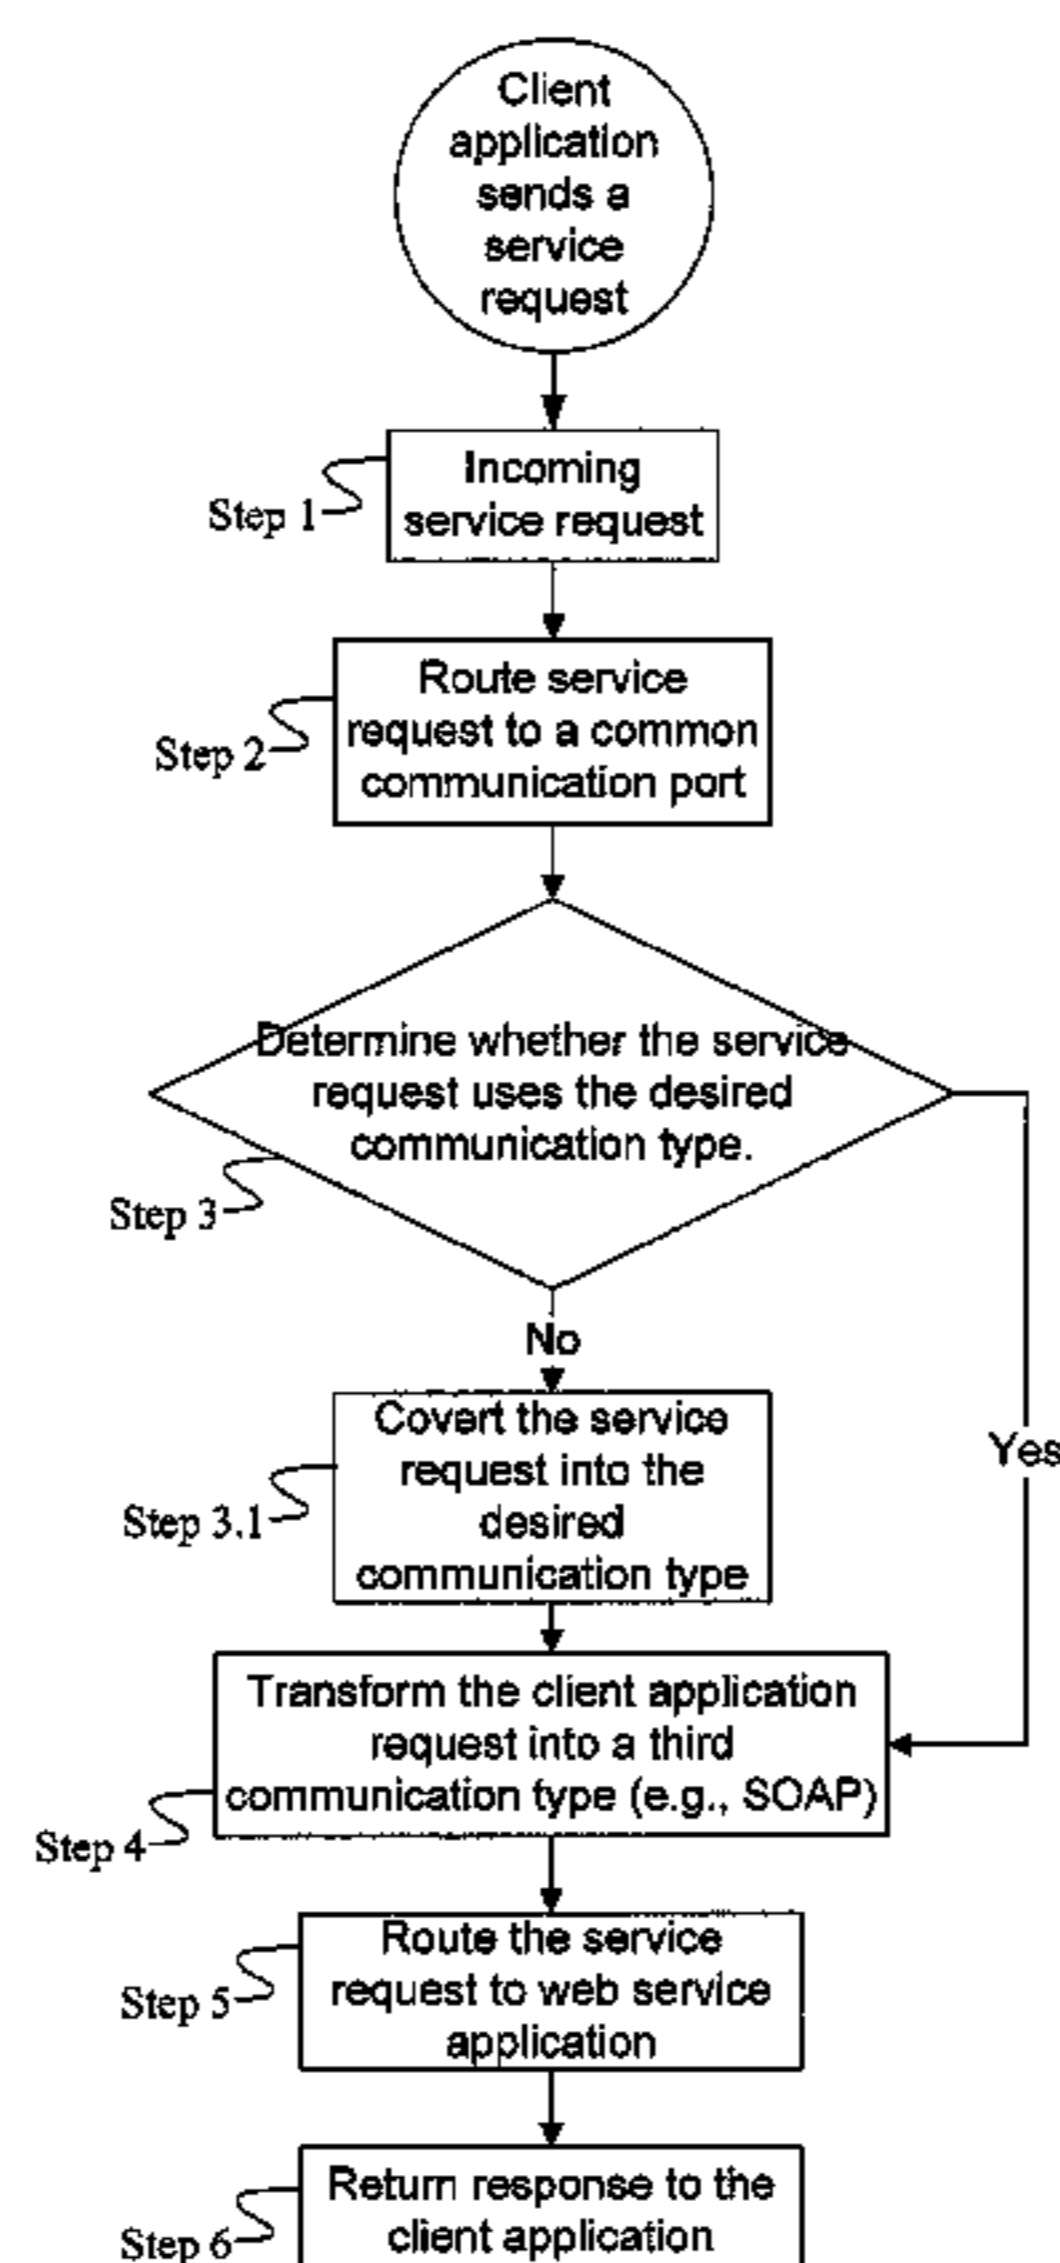 Client
application
sends a
service
request
Incoming
service request
Step 1
Route service
request to a common
communication port
Step 2
Determine whether the service
request uses the desired
communication type.
Step 3
No
Yes
Covert the service
request into the
desired
communication type
Step 3.1
Transform the client application
request into a third
communication type (e.g., SOAP)
Step 4
Route the service
request to web service
application
Step 5
Return response to the
client application
Step 6